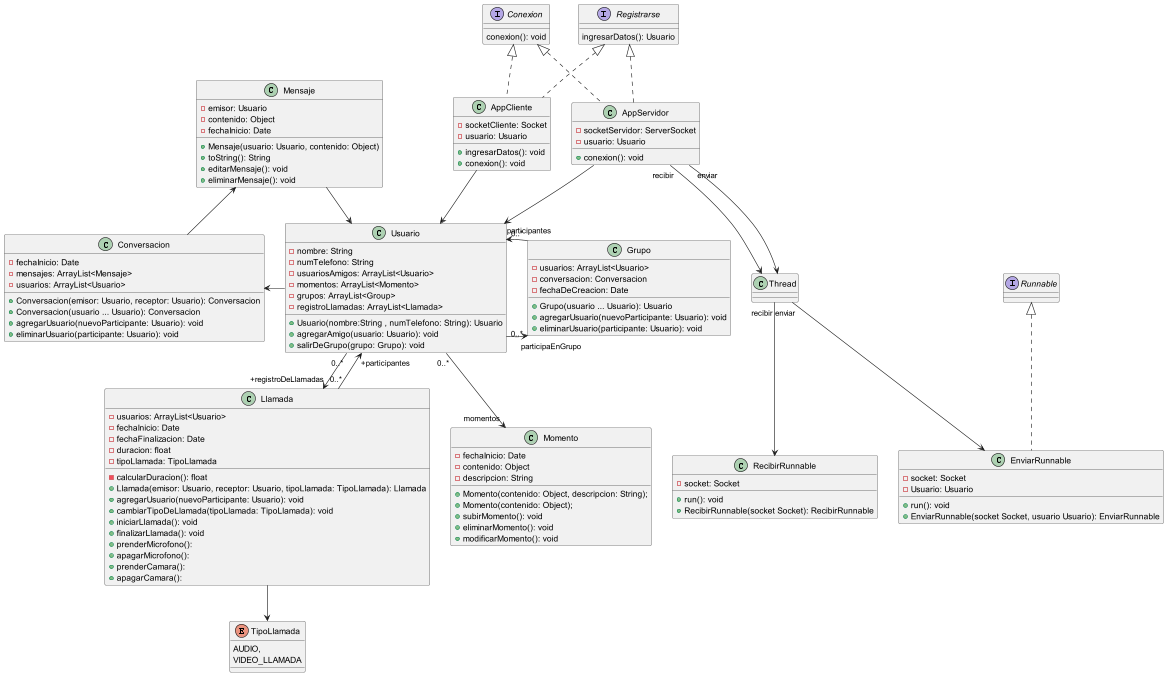 Conexion
conexion(): void
Registrarse
ingresarDatos(): Usuario
Mensaje
emisor: Usuario
contenido: Object
fechaInicio: Date
Mensaje(usuario: Usuario, contenido: Object)
toString(): String
editarMensaje(): void
eliminarMensaje(): void
AppCliente
socketCliente: Socket
usuario: Usuario
ingresarDatos(): void
conexion(): void
AppServidor
socketServidor: ServerSocket
usuario: Usuario
conexion(): void
recibir
enviar
Conversacion
fechaInicio: Date
mensajes: ArrayList<Mensaje>
usuarios: ArrayList<Usuario>
Conversacion(emisor: Usuario, receptor: Usuario): Conversacion
Conversacion(usuario ... Usuario): Conversacion
agregarUsuario(nuevoParticipante: Usuario): void
eliminarUsuario(participante: Usuario): void
Usuario
nombre: String
numTelefono: String
usuariosAmigos: ArrayList<Usuario>
momentos: ArrayList<Momento>
grupos: ArrayList<Group>
registroLlamadas: ArrayList<Llamada>
Usuario(nombre:String , numTelefono: String): Usuario
agregarAmigo(usuario: Usuario): void
salirDeGrupo(grupo: Grupo): void
participantes
0..*
Grupo
usuarios: ArrayList<Usuario>
conversacion: Conversacion
fechaDeCreacion: Date
Grupo(usuario ... Usuario): Usuario
agregarUsuario(nuevoParticipante: Usuario): void
eliminarUsuario(participante: Usuario): void
0..*
participaEnGrupo
Thread
recibir
enviar
Runnable
0..*
+participantes
0..*
+registroDeLlamadas
0..*
momentos
Llamada
usuarios: ArrayList<Usuario>
fechaInicio: Date
fechaFinalizacion: Date
duracion: float
tipoLlamada: TipoLlamada
calcularDuracion(): float
Llamada(emisor: Usuario, receptor: Usuario, tipoLlamada: TipoLlamada): Llamada
agregarUsuario(nuevoParticipante: Usuario): void
cambiarTipoDeLlamada(tipoLlamada: TipoLlamada): void
iniciarLlamada(): void
finalizarLlamada(): void
prenderMicrofono():
apagarMicrofono():
prenderCamara():
apagarCamara():
Momento
fechaInicio: Date
contenido: Object
descripcion: String
Momento(contenido: Object, descripcion: String);
Momento(contenido: Object);
subirMomento(): void
eliminarMomento(): void
modificarMomento(): void
RecibirRunnable
socket: Socket
run(): void
RecibirRunnable(socket Socket): RecibirRunnable
EnviarRunnable
socket: Socket
Usuario: Usuario
run(): void
EnviarRunnable(socket Socket, usuario Usuario): EnviarRunnable
TipoLlamada
AUDIO,
VIDEO_LLAMADA